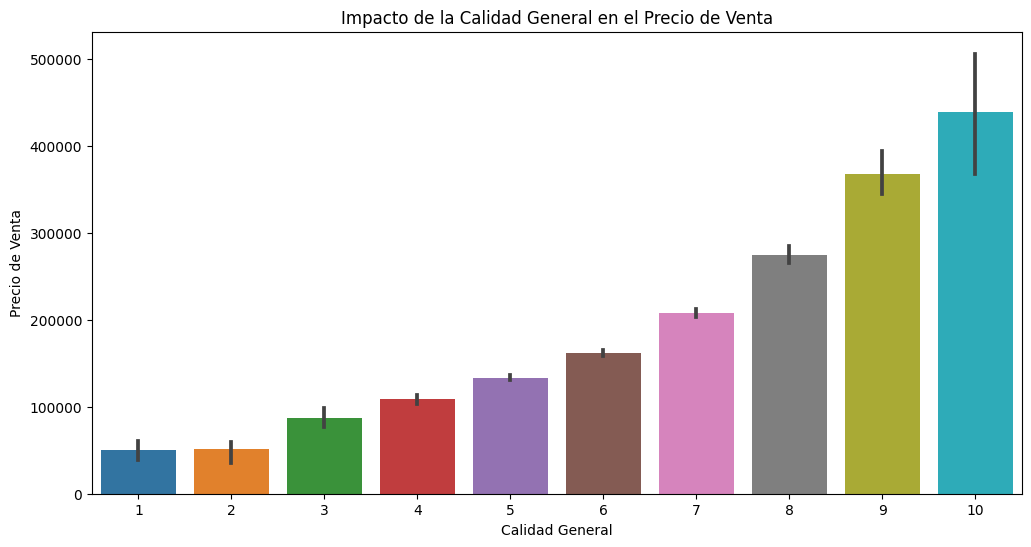 Impacto de la Calidad General en el Precio de Venta
Precio de Venta
500000
400000
300000
200000
100000
0
1 2 3 4 5 6 7 8 9 10
Calidad General